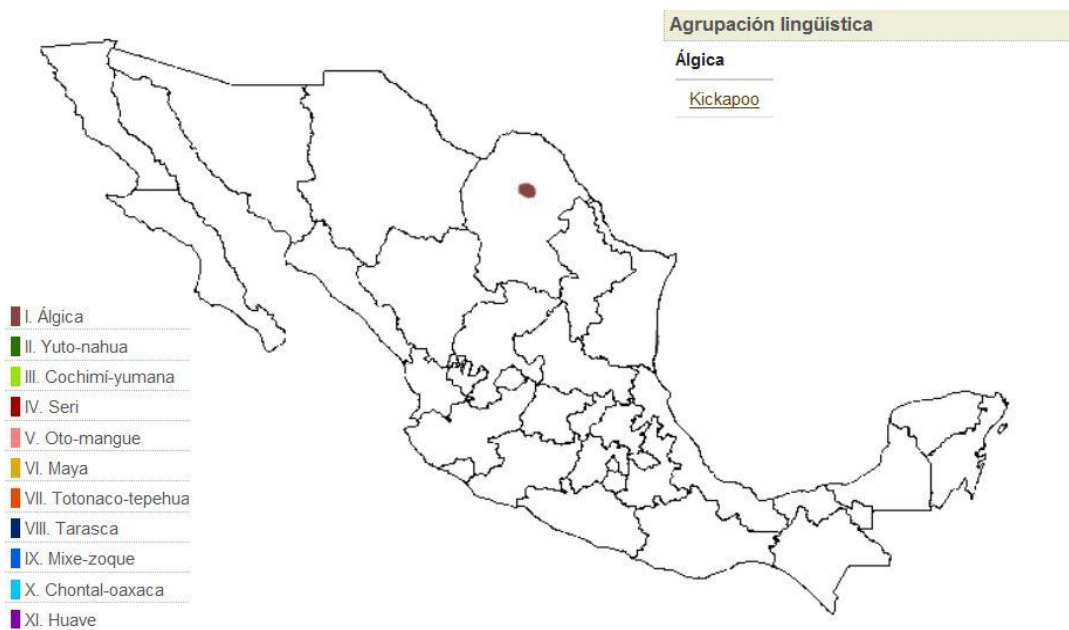 Agrupación lingüística
Álgica
Kickapoo
I. Álgica
II. Yuto-nahua
III. Cochimí-yumana
IV. Seri
V. Oto-mangue
VI. Maya
VII. Totonaco-tepehua
VIII. Tarasca
IX. Mixe-zoque
X. Chontal-oaxaca
XI. Huave